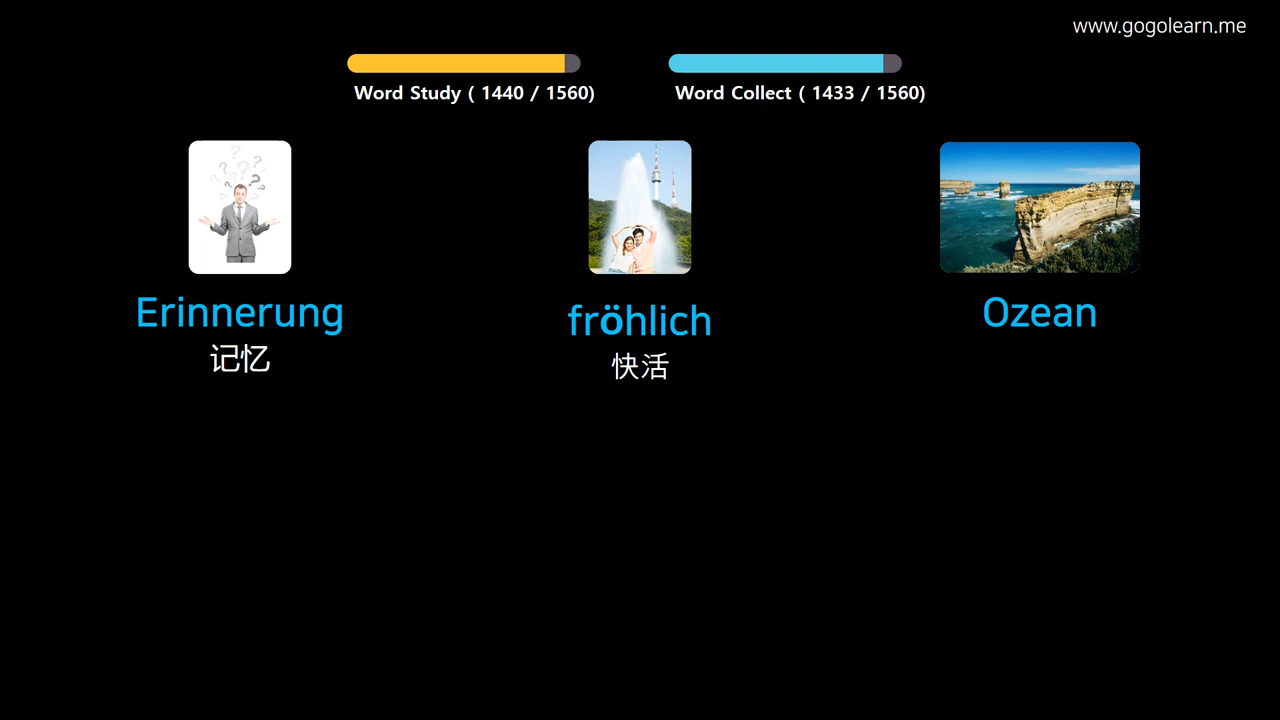 www.gogolearn.me
Word Study ( 1440 / 1560)
Word Collect ( 1433 / 1560)
Erinnerung
记忆
fröhlich
快活
Ozean